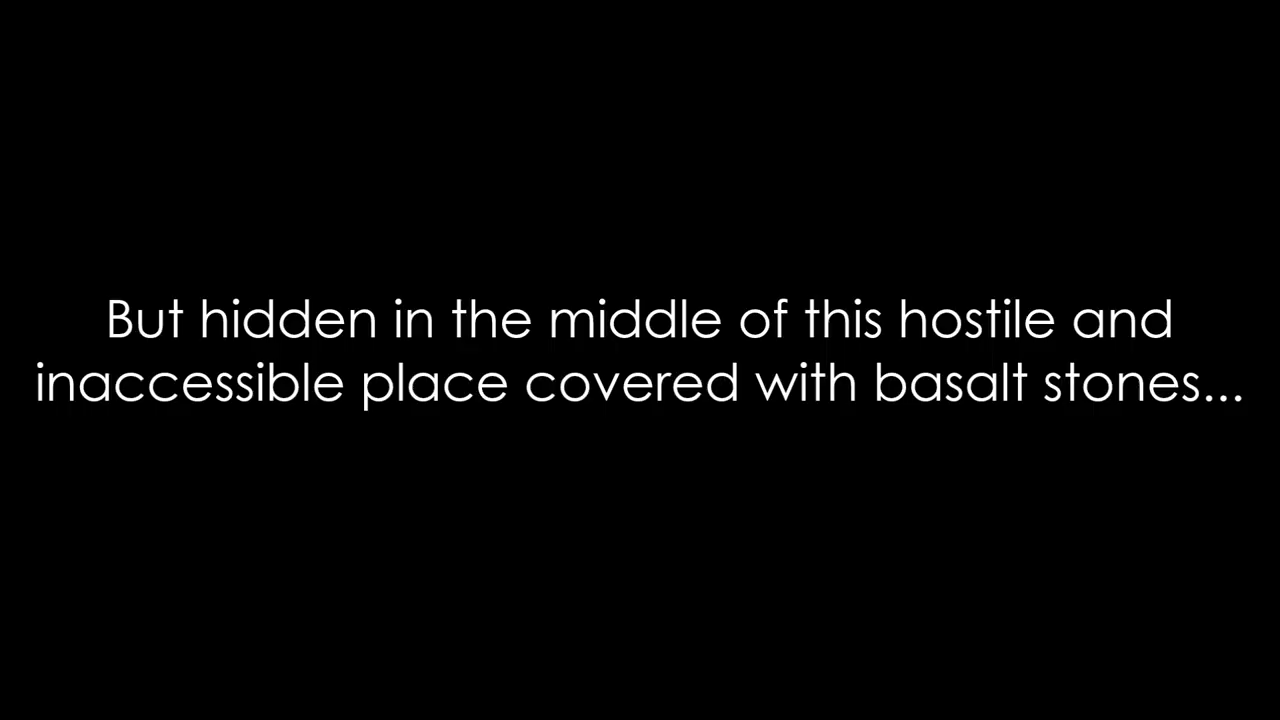 But hidden in the middle of this hostile and
inaccessible place covered with basalt stones...